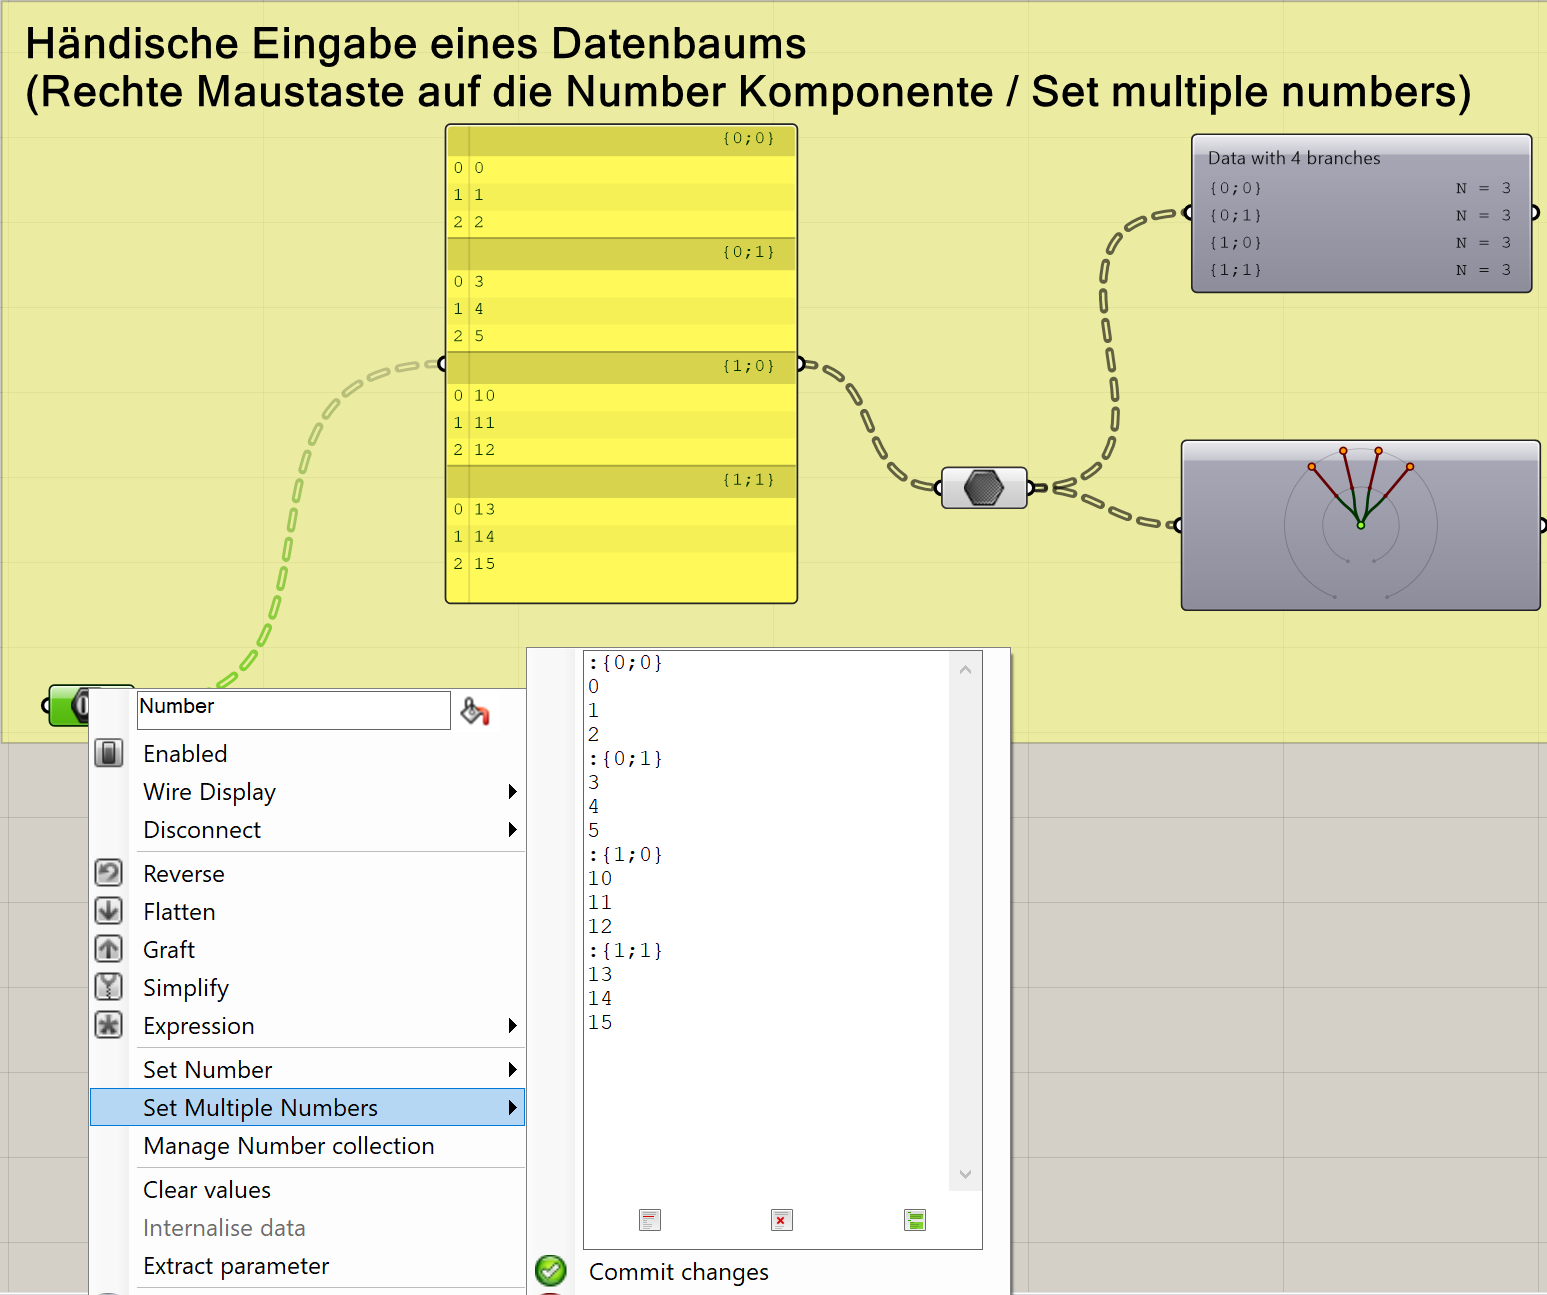 Händische Eingabe eines Datenbaums
(Rechte Maustaste auf die Number Komponente / Set multiple numbers)
{0;0}
0 0
1 1
2 2
{0;1}
0 3
1 4
2 5
{1;0}
0 10
1 11
2 12
{1;1}
0 13
1 14
2 15
Data with 4 branches
{0;0} N = 3
{0;1} N = 3
{1;0} N = 3
{1;1} N = 3
Number
Enabled
Wire Display
Disconnect
Reverse
Flatten
Graft
Simplify
Expression
Set Number
Set Multiple Numbers
Manage Number collection
Clear values
Internalise data
Extract parameter
:{0;0}
0
1
2
:{0;1}
3
4
5
:{1;0}
10
11
12
:{1;1}
13
14
15
Commit changes